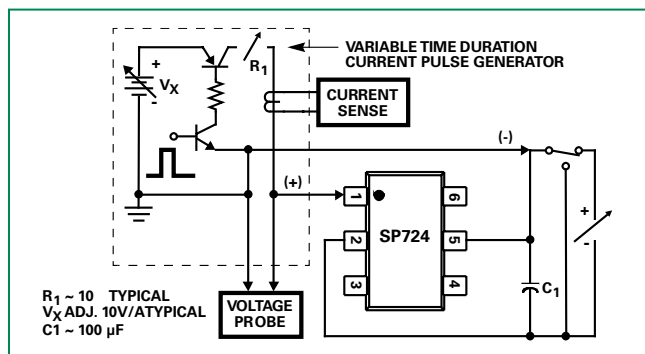 VARIABLE TIME DURATION
CURRENT PULSE GENERATOR
+
R1
VX
-
CURRENT
SENSE
(-)
(+)
1
2
3
SP724
6
5
4
+
-
C1
R1 ~ 10 TYPICAL
VX ADJ. 10V/ATYPICAL
C1 ~ 100 µF
VOLTAGE
PROBE